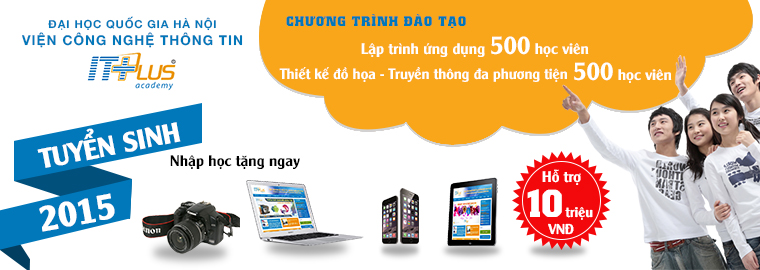 ĐẠI HỌC QUỐC GIA HÀ NỘI
VIỆN CÔNG NGHỆ THÔNG TIN
ITPLUS®
academy
CHƯƠNG TRÌNH ĐÀO TẠO
Lập trình ứng dụng 500 học viên
Thiết kế đồ họa - Truyền thông đa phương tiện 500 học viên
TUYỂN SINH
2015
Nhập học tặng ngay
Canon
Hỗ trợ
10 triệu
VNĐ